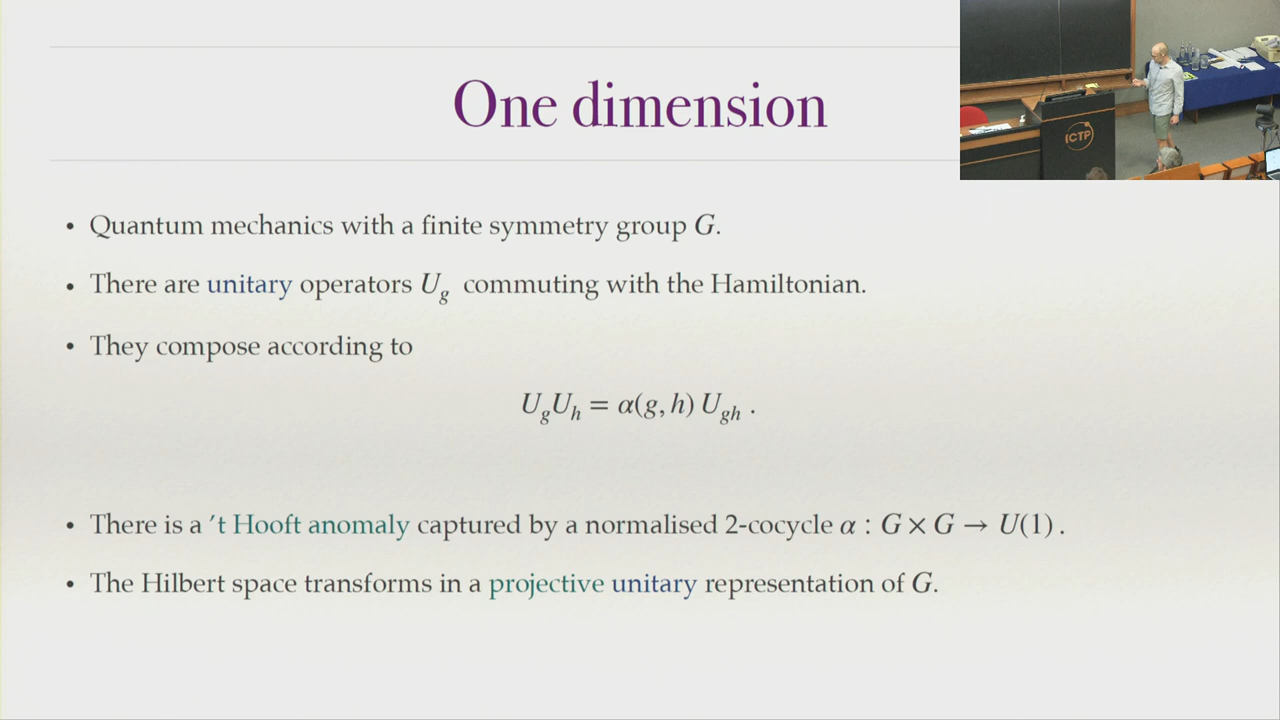 One dimension
ICTP
• Quantum mechanics with a finite symmetry group G.
• There are unitary operators U_g commuting with the Hamiltonian.
• They compose according to
U_g U_h = α(g, h) U_gh .
• There is a ’t Hooft anomaly captured by a normalised 2-cocycle α : G × G → U(1) .
• The Hilbert space transforms in a projective unitary representation of G.